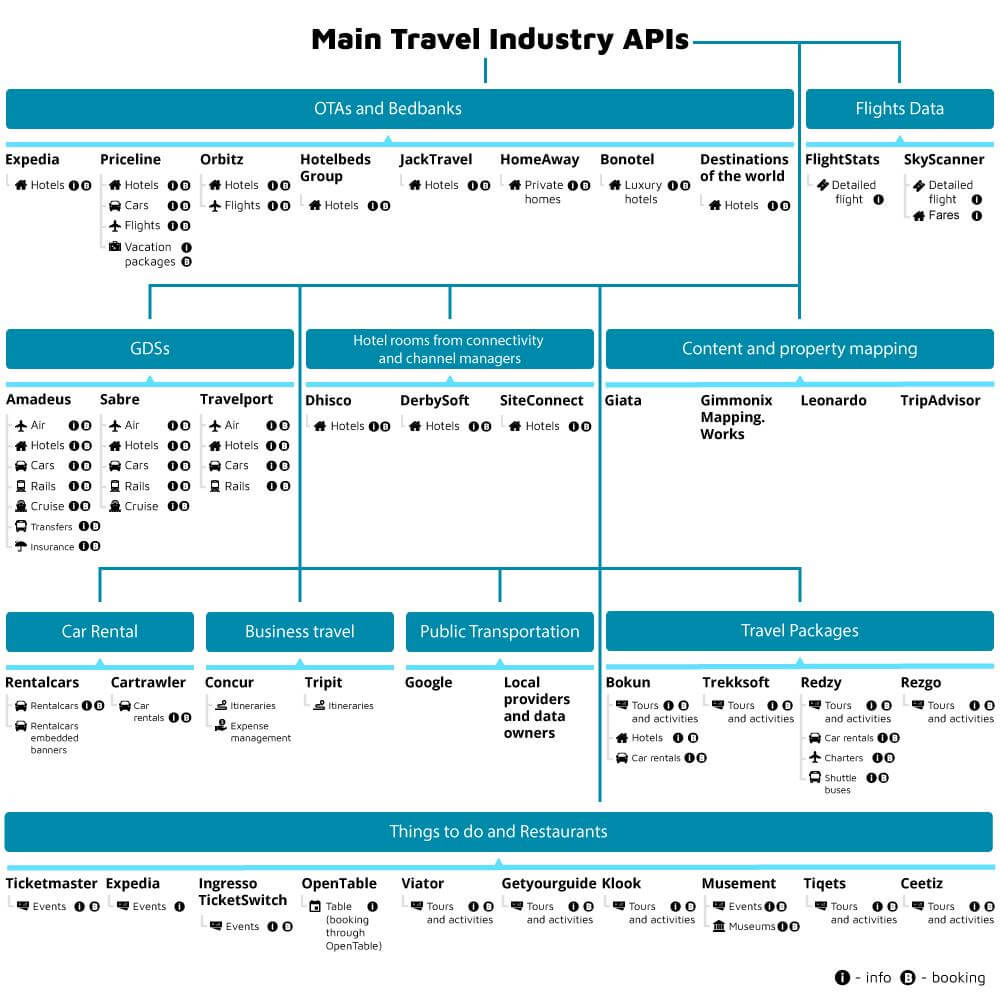 Main Travel Industry APIs
OTAs and Bedbanks
Flights Data
Expedia
Hotels i B
Priceline
Hotels i B
Cars i B
Flights i B
Vacation i
packages B
Orbitz
Hotels i B
Flights i B
Hotelbeds
Group
Hotels i B
JackTravel
Hotels i B
HomeAway
Private i B
homes
Bonotel
Luxury i B
hotels
Destinations
of the world
Hotels i B
FlightStats
Detailed
flight i
SkyScanner
Detailed
flight i
Fares i
GDSs
Hotel rooms from connectivity
and channel managers
Content and property mapping
Amadeus
Air i B
Hotels i B
Cars i B
Rails i B
Cruise i B
Transfers i B
Insurance i B
Sabre
Air i B
Hotels i B
Cars i B
Rails i B
Cruise i B
Travelport
Air i B
Hotels i B
Cars i B
Rails i B
Dhisco
Hotels i B
DerbySoft
Hotels i B
SiteConnect
Hotels i B
Giata
Gimmonix
Mapping.
Works
Leonardo
TripAdvisor
Car Rental
Business travel
Public Transportation
Travel Packages
Rentalcars
Rentalcars i B
Rentalcars
embedded
banners
Cartrawler
Car
rentals i B
Concur
Itineraries
Expense
management
Tripit
Itineraries
Google
Local
providers
and data
owners
Bokun
Tours i B
and activities
Hotels i B
Car rentals i B
Trekksoft
Tours i B
and activities
Redzy
Tours i B
and activities
Car rentals i B
Charters i B
Shuttle i B
buses
Rezgo
Tours i B
and activities
Things to do and Restaurants
Ticketmaster
Events i B
Expedia
Events i
Ingresso
TicketSwitch
Events i B
OpenTable
Table i
(booking
through
OpenTable)
Viator
Tours i B
and activities
Getyourguide
Tours i B
and activities
Klook
Tours i B
and activities
Musement
Events i B
Museums i B
Tiqets
Tours i B
and activities
Ceetiz
Tours i B
and activities
i - info B - booking